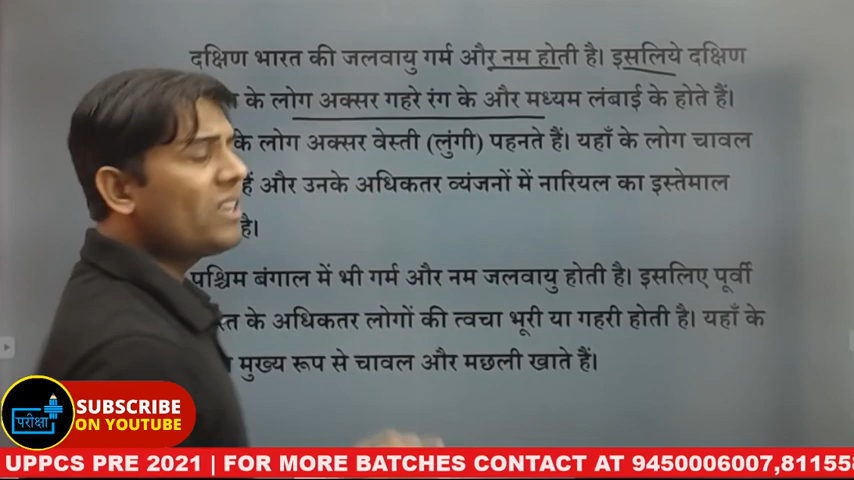 दक्षिण भारत की जलवायु गर्म और नम होती है। इसलिये दक्षिण
के लोग अक्सर गहरे रंग के और मध्यम लंबाई के होते हैं।
के लोग अक्सर वेस्ती (लुंगी) पहनते हैं। यहाँ के लोग चावल
हैं और उनके अधिकतर व्यंजनों में नारियल का इस्तेमाल
है।
पश्चिम बंगाल में भी गर्म और नम जलवायु होती है। इसलिए पूर्वी
के अधिकतर लोगों की त्वचा भूरी या गहरी होती है। यहाँ के
मुख्य रूप से चावल और मछली खाते हैं।
परीक्षा
SUBSCRIBE
ON YOUTUBE
UPPCS PRE 2021 | FOR MORE BATCHES CONTACT AT 9450006007,81155